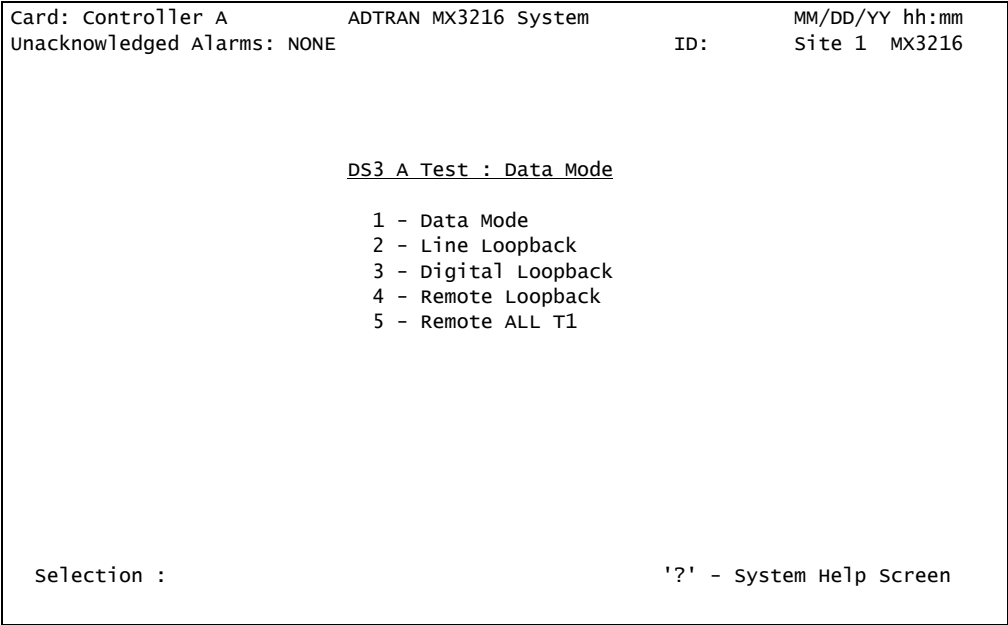 Card: Controller A ADTRAN MX3216 System MM/DD/YY hh:mm
Unacknowledged Alarms: NONE ID: Site 1 MX3216
DS3 A Test : Data Mode
1 – Data Mode
2 – Line Loopback
3 – Digital Loopback
4 – Remote Loopback
5 – Remote ALL T1
Selection : '?' – System Help Screen